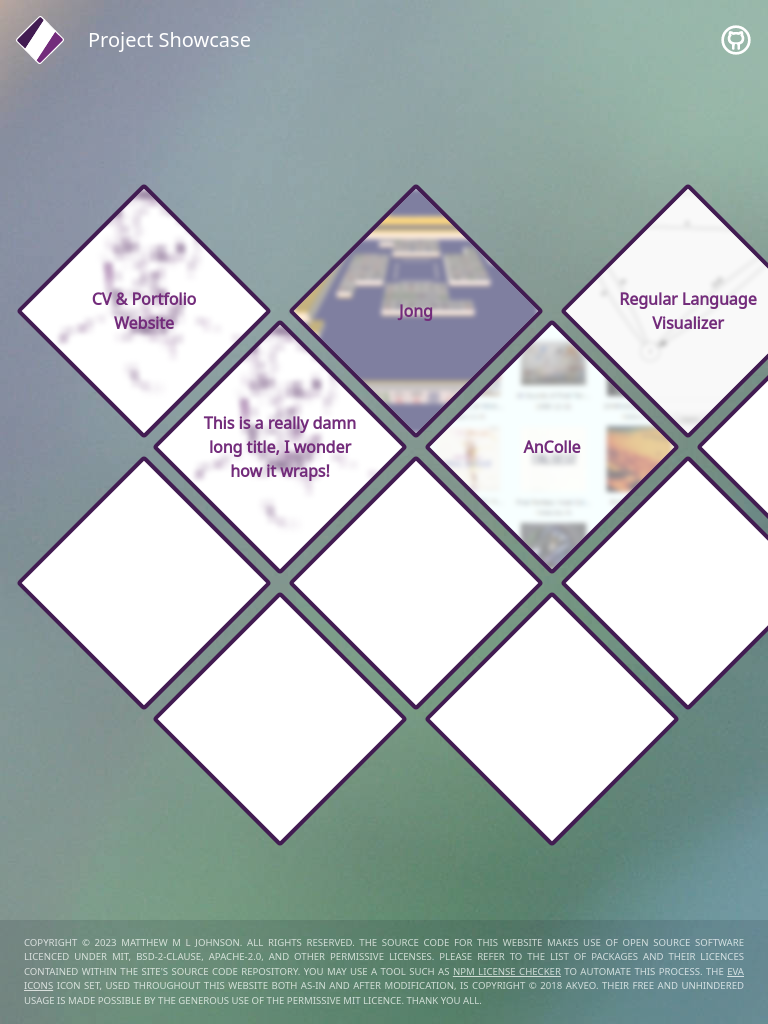 Project Showcase
CV & Portfolio
Website
Jong
Regular Language
Visualizer
This is a really damn
long title, I wonder
how it wraps!
AnColle
COPYRIGHT © 2023 MATTHEW M L JOHNSON. ALL RIGHTS RESERVED. THE SOURCE CODE FOR THIS WEBSITE MAKES USE OF OPEN SOURCE SOFTWARE
LICENCED UNDER MIT, BSD-2-CLAUSE, APACHE-2.0, AND OTHER PERMISSIVE LICENSES. PLEASE REFER TO THE LIST OF PACKAGES AND THEIR LICENCES
CONTAINED WITHIN THE SITE'S SOURCE CODE REPOSITORY. YOU MAY USE A TOOL SUCH AS NPM LICENSE CHECKER TO AUTOMATE THIS PROCESS. THE EVA
ICONS ICON SET, USED THROUGHOUT THIS WEBSITE BOTH AS-IN AND AFTER MODIFICATION, IS COPYRIGHT © 2018 AKVEO. THEIR FREE AND UNHINDERED
USAGE IS MADE POSSIBLE BY THE GENEROUS USE OF THE PERMISSIVE MIT LICENCE. THANK YOU ALL.